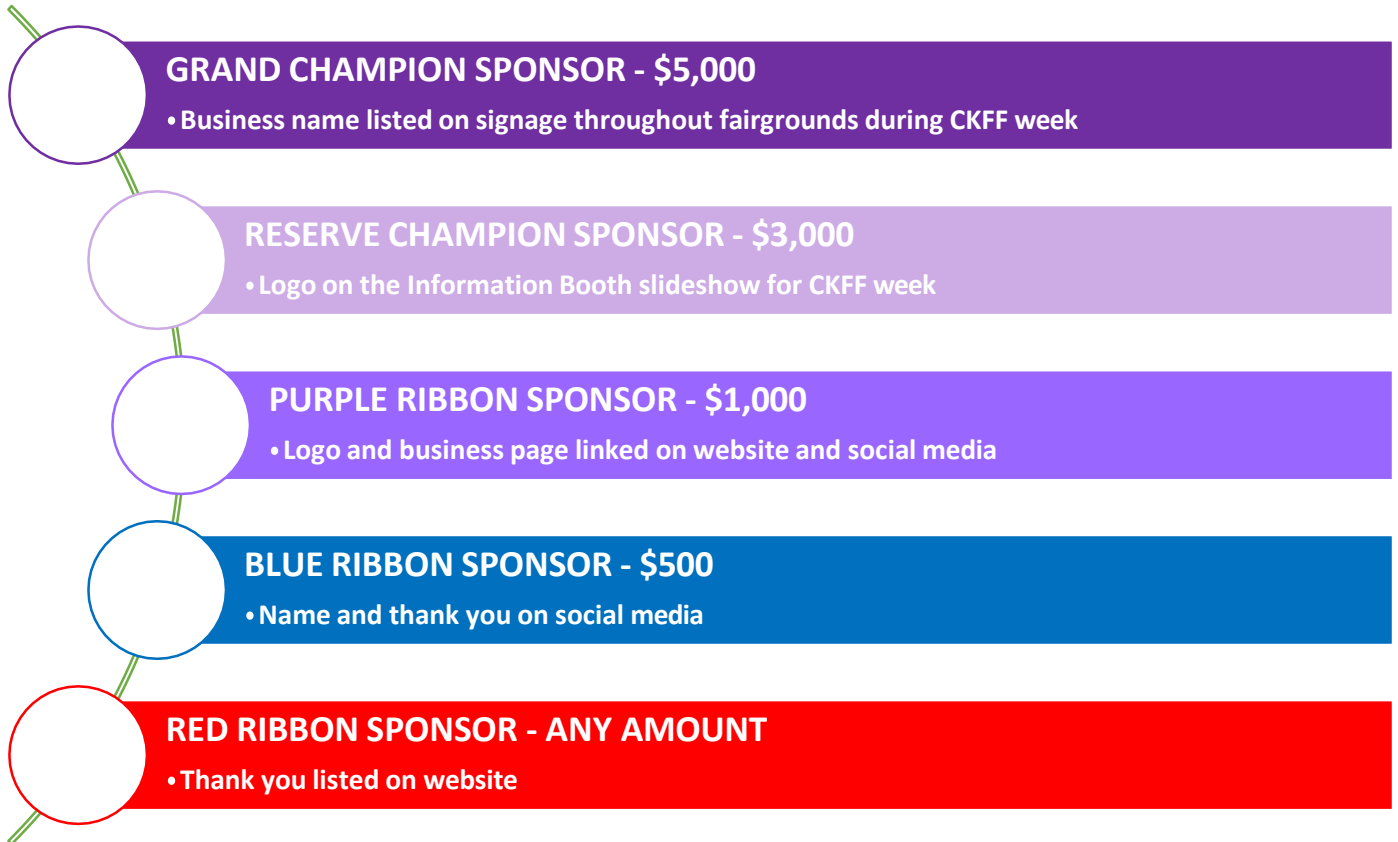 GRAND CHAMPION SPONSOR - $5,000
•Business name listed on signage throughout fairgrounds during CKFF week
RESERVE CHAMPION SPONSOR - $3,000
•Logo on the Information Booth slideshow for CKFF week
PURPLE RIBBON SPONSOR - $1,000
•Logo and business page linked on website and social media
BLUE RIBBON SPONSOR - $500
•Name and thank you on social media
RED RIBBON SPONSOR - ANY AMOUNT
•Thank you listed on website